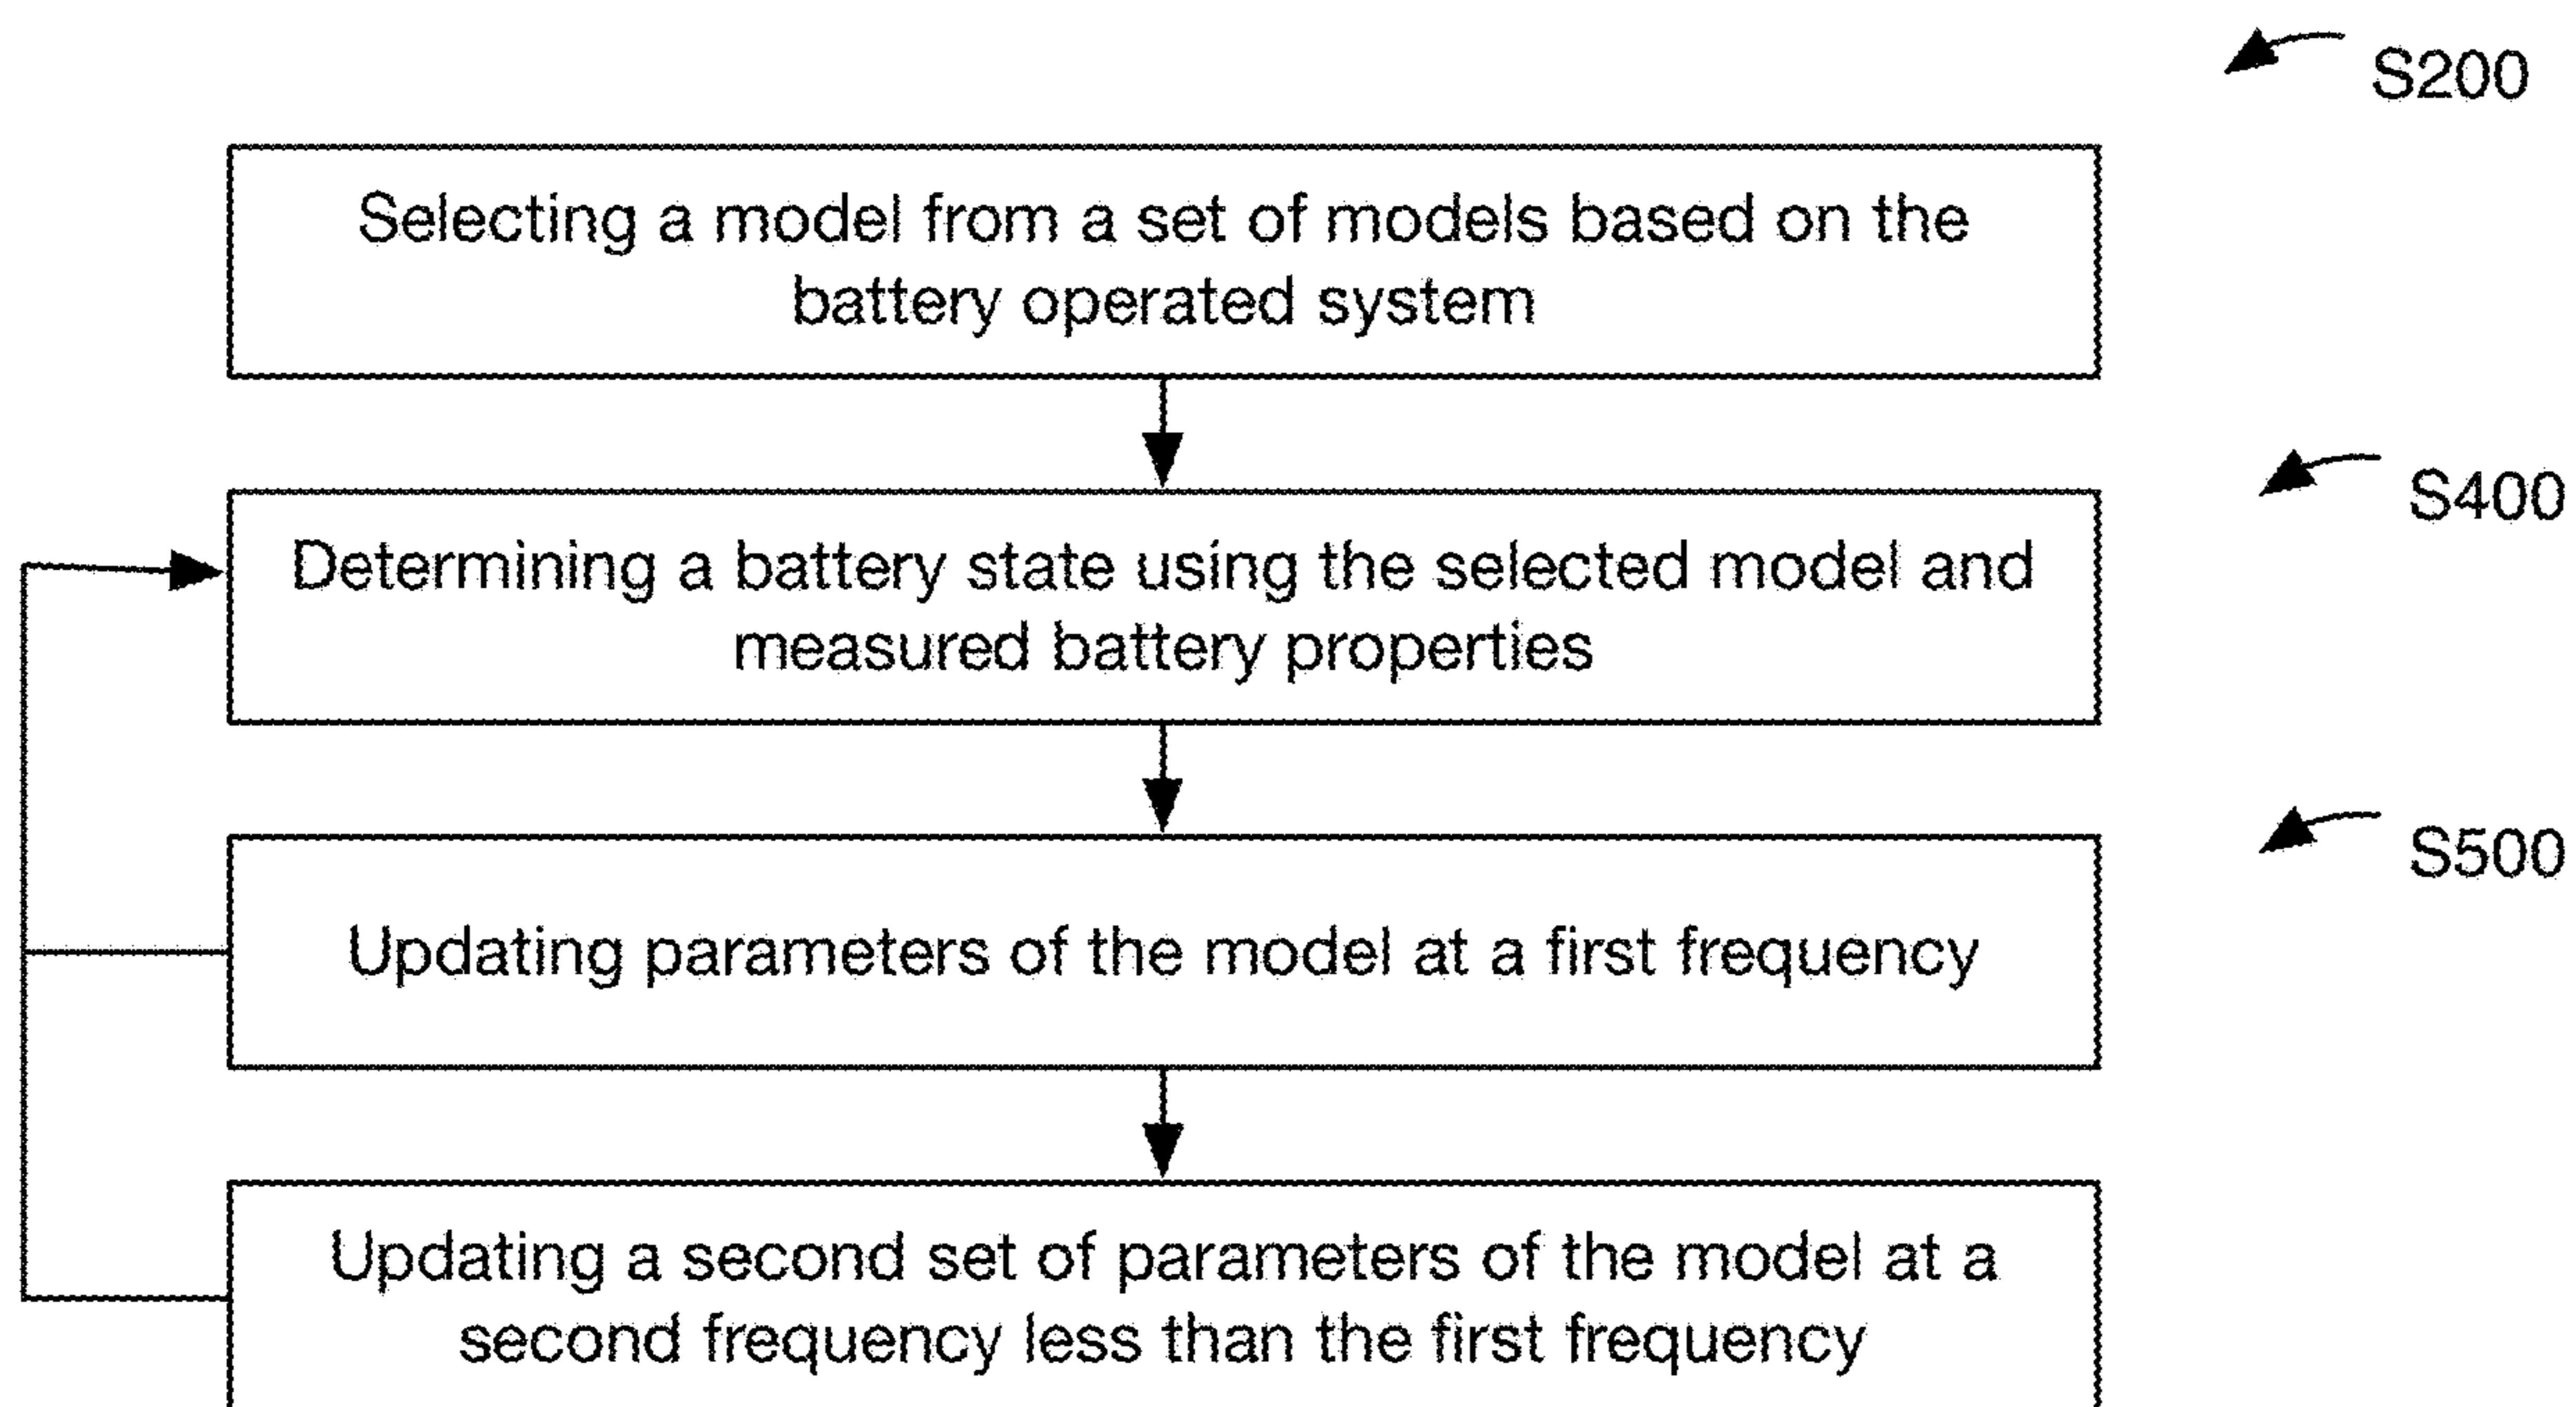 S200
Selecting a model from a set of models based on the
battery operated system
S400
Determining a battery state using the selected model and
measured battery properties
S500
Updating parameters of the model at a first frequency
Updating a second set of parameters of the model at a
second frequency less than the first frequency